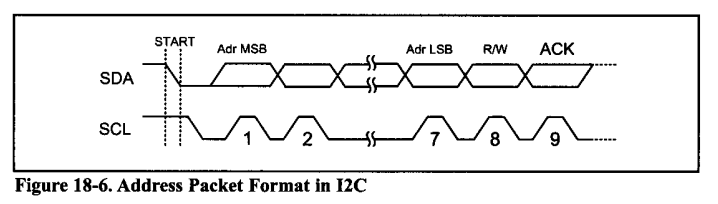 START
Adr MSB
Adr LSB
R/W
ACK
SDA
SCL
1
2
7
8
9
Figure 18-6. Address Packet Format in I2C